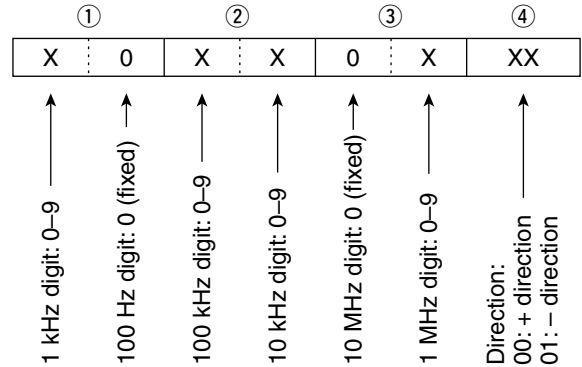 ① ② ③ ④
X 0 X X 0 X XX
1 kHz digit: 0–9
100 Hz digit: 0 (fixed)
100 kHz digit: 0–9
10 kHz digit: 0–9
10 MHz digit: 0 (fixed)
1 MHz digit: 0–9
Direction:
00: + direction
01: – direction